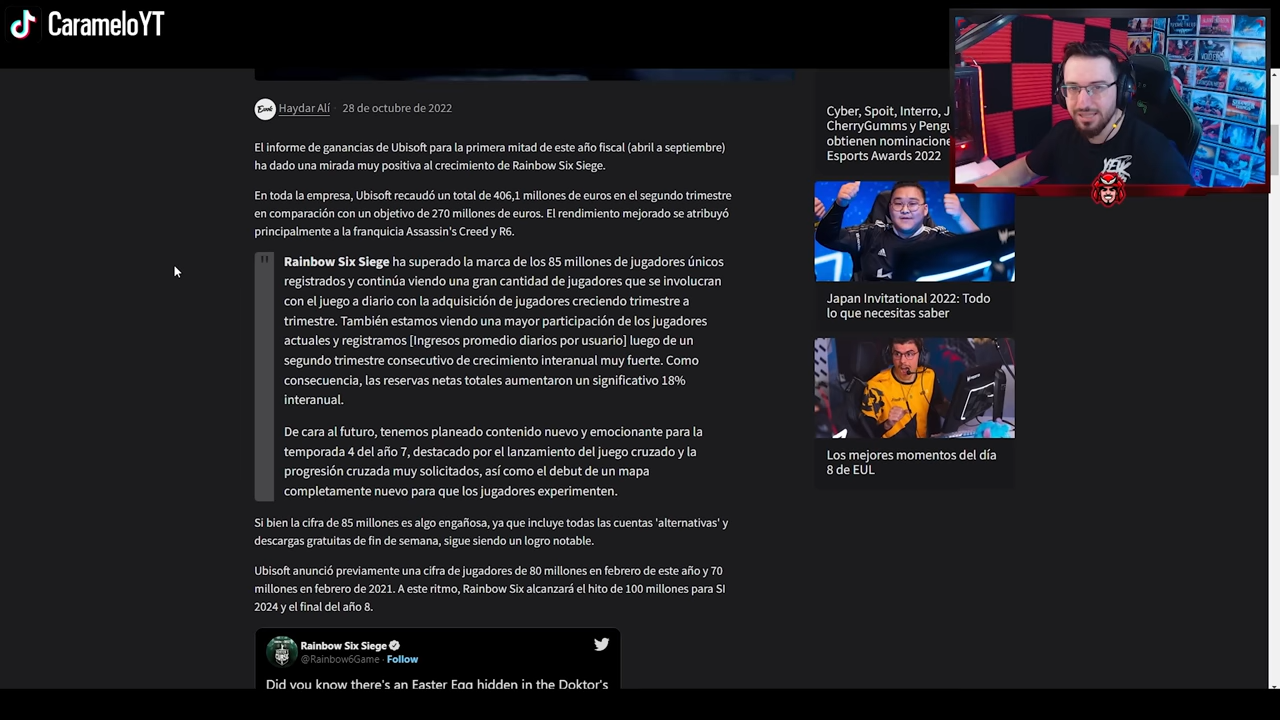 CarameloYT
Haydar Alí · 28 de octubre de 2022
El informe de ganancias de Ubisoft para la primera mitad de este año fiscal (abril a septiembre)
ha dado una mirada muy positiva al crecimiento de Rainbow Six Siege.
En toda la empresa, Ubisoft recaudó un total de 406,1 millones de euros en el segundo trimestre
en comparación con un objetivo de 270 millones de euros. El rendimiento mejorado se atribuyó
principalmente a la franquicia Assassin's Creed y R6.
Rainbow Six Siege ha superado la marca de los 85 millones de jugadores únicos
registrados y continúa viendo una gran cantidad de jugadores que se involucran
con el juego a diario con la adquisición de jugadores creciendo trimestre a
trimestre. También estamos viendo una mayor participación de los jugadores
actuales y registramos [Ingresos promedio diarios por usuario] luego de un
segundo trimestre consecutivo de crecimiento interanual muy fuerte. Como
consecuencia, las reservas netas totales aumentaron un significativo 18%
interanual.
De cara al futuro, tenemos planeado contenido nuevo y emocionante para la
temporada 4 del año 7, destacado por el lanzamiento del juego cruzado y la
progresión cruzada muy solicitados, así como el debut de un mapa
completamente nuevo para que los jugadores experimenten.
Si bien la cifra de 85 millones es algo engañosa, ya que incluye todas las cuentas 'alternativas' y
descargas gratuitas de fin de semana, sigue siendo un logro notable.
Ubisoft anunció previamente una cifra de jugadores de 80 millones en febrero de este año y 70
millones en febrero de 2021. A este ritmo, Rainbow Six alcanzará el hito de 100 millones para SI
2024 y el final del año 8.
Rainbow Six Siege
@Rainbow6Game · Follow
Did you know there's an Easter Egg hidden in the Doktor's
Cyber, Spoit, Interro, J
CherryGumms y Pengu
obtienen nominacione
Esports Awards 2022
Japan Invitational 2022: Todo
lo que necesitas saber
Los mejores momentos del día
8 de EUL